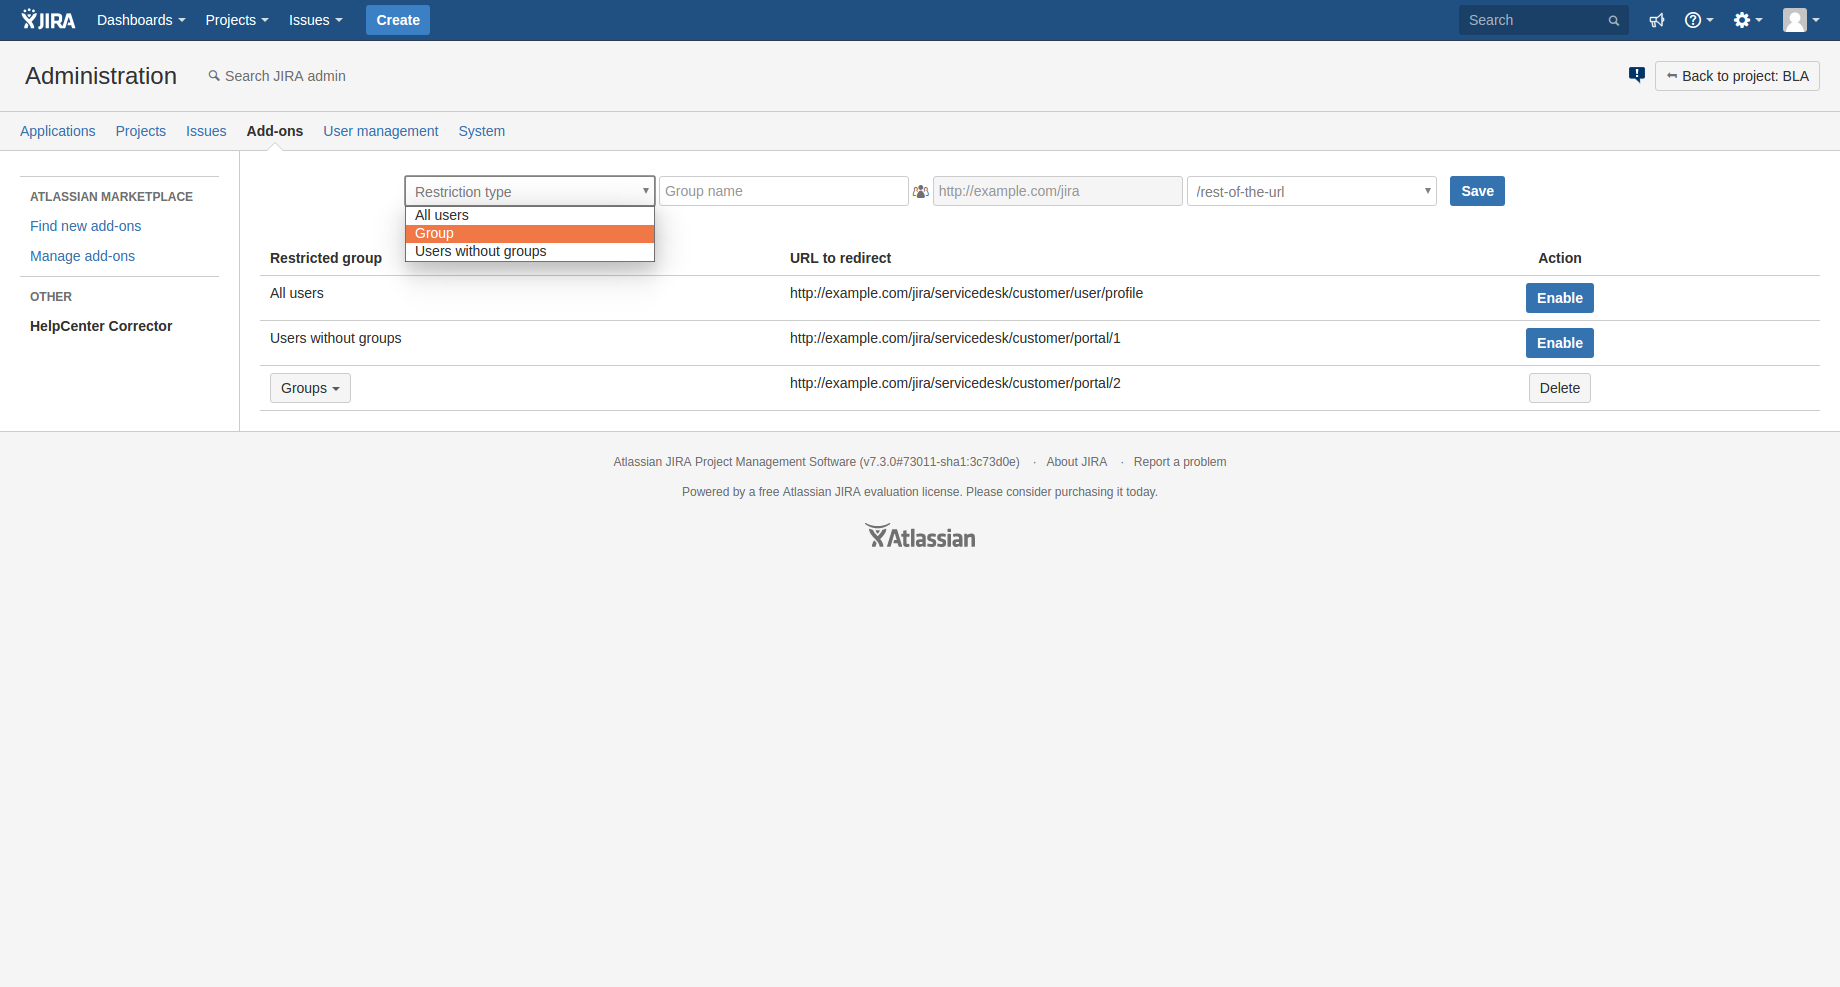 JIRA Dashboards Projects Issues Create Search
Administration Search JIRA admin Back to project: BLA
Applications Projects Issues Add-ons User management System
ATLASSIAN MARKETPLACE
Find new add-ons
Manage add-ons
OTHER
HelpCenter Corrector
Restriction type Group name http://example.com/jira /rest-of-the-url Save
All users
Group
Users without groups
Restricted group URL to redirect Action
All users http://example.com/jira/servicedesk/customer/user/profile Enable
Users without groups http://example.com/jira/servicedesk/customer/portal/1 Enable
Groups http://example.com/jira/servicedesk/customer/portal/2 Delete
Atlassian JIRA Project Management Software (v7.3.0#73011-sha1:3c73d0e) · About JIRA · Report a problem
Powered by a free Atlassian JIRA evaluation license. Please consider purchasing it today.
Atlassian